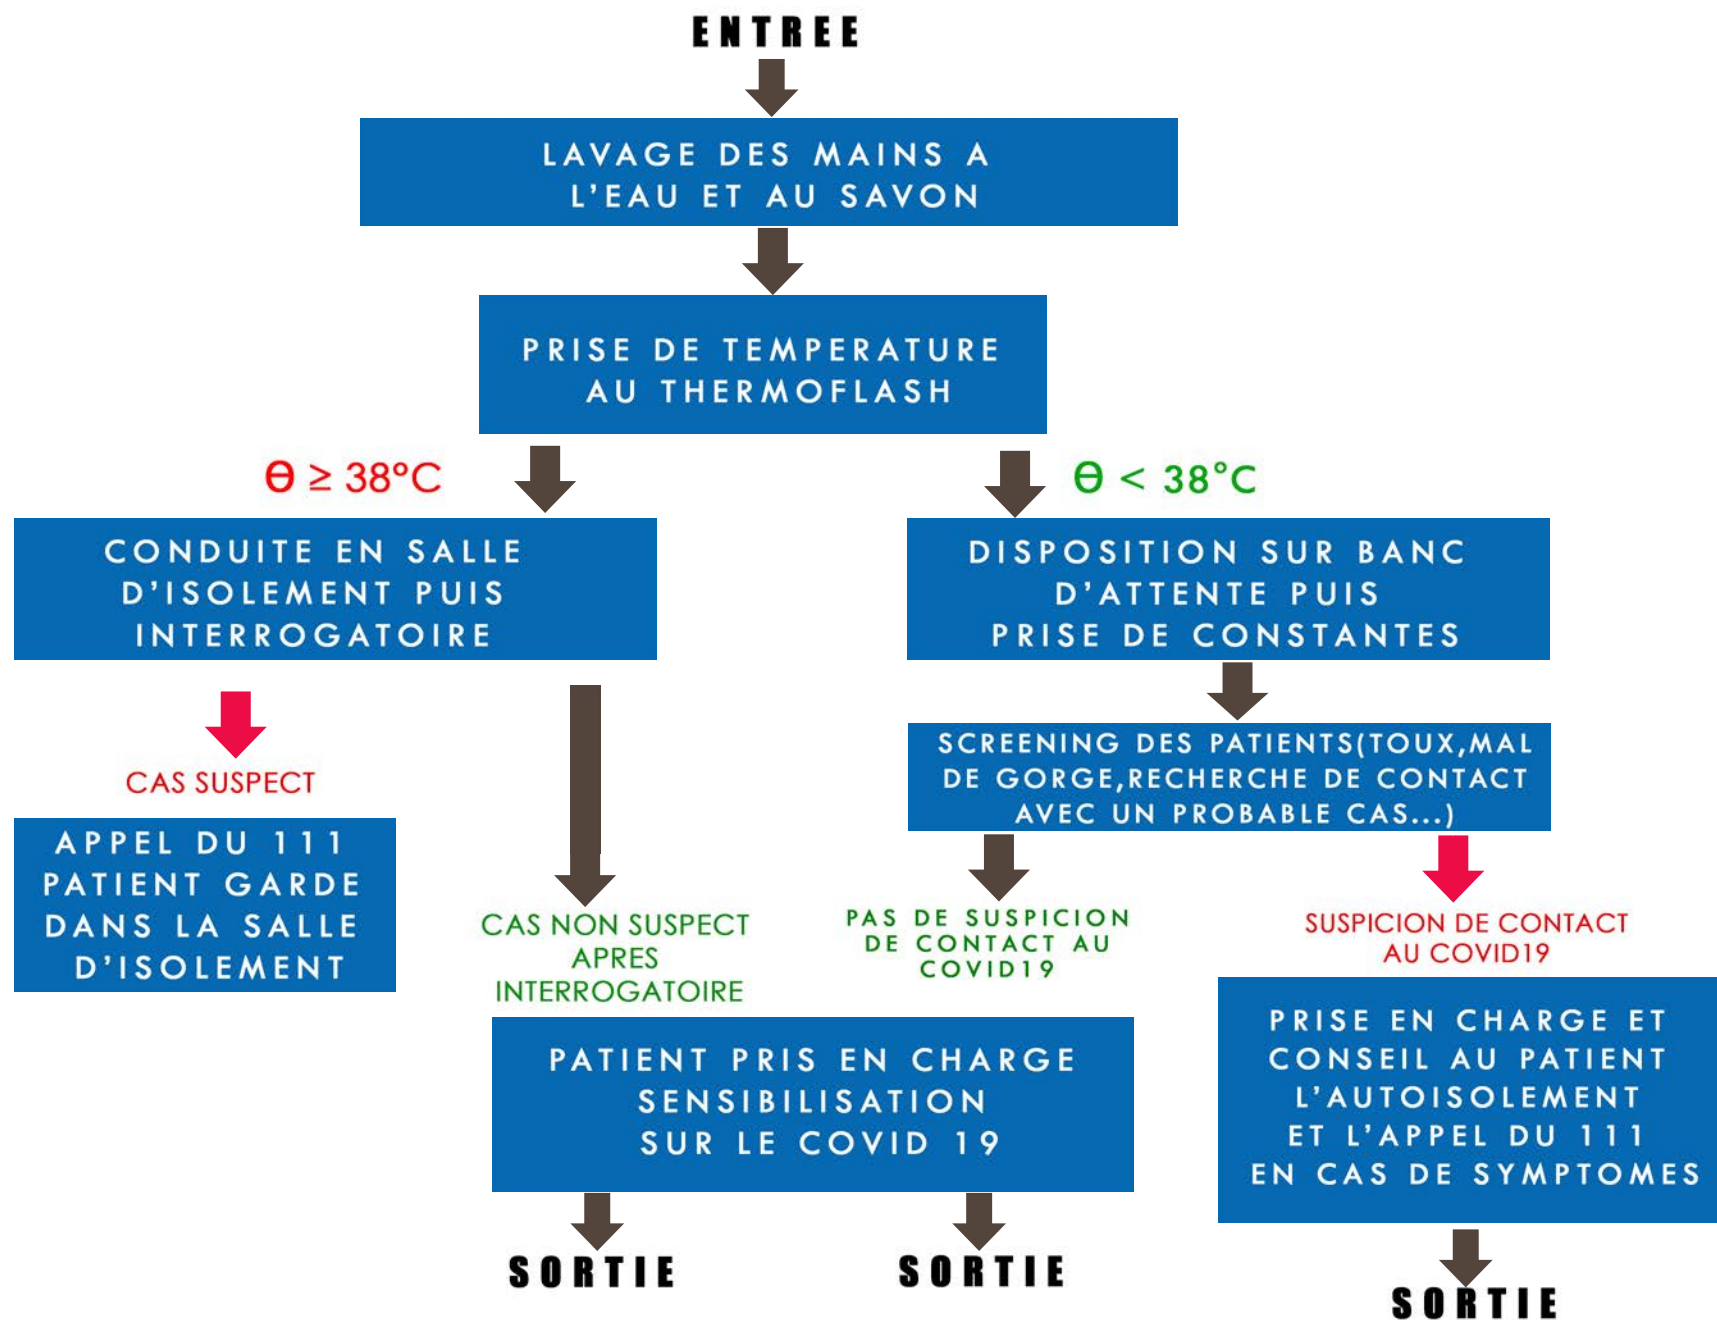 ENTREE
LAVAGE DES MAINS A
L'EAU ET AU SAVON
PRISE DE TEMPERATURE
AU THERMOFLASH
Ɵ ≥ 38°C
Ɵ < 38°C
CONDUITE EN SALLE
D'ISOLEMENT PUIS
INTERROGATOIRE
DISPOSITION SUR BANC
D'ATTENTE PUIS
PRISE DE CONSTANTES
SCREENING DES PATIENTS(TOUX,MAL
DE GORGE,RECHERCHE DE CONTACT
AVEC UN PROBABLE CAS...)
CAS SUSPECT
APPEL DU 111
PATIENT GARDE
DANS LA SALLE
D'ISOLEMENT
CAS NON SUSPECT
APRES
INTERROGATOIRE
PAS DE SUSPICION
DE CONTACT AU
COVID19
SUSPICION DE CONTACT
AU COVID19
PATIENT PRIS EN CHARGE
SENSIBILISATION
SUR LE COVID 19
PRISE EN CHARGE ET
CONSEIL AU PATIENT
L'AUTOISOLEMENT
ET L'APPEL DU 111
EN CAS DE SYMPTOMES
SORTIE
SORTIE
SORTIE